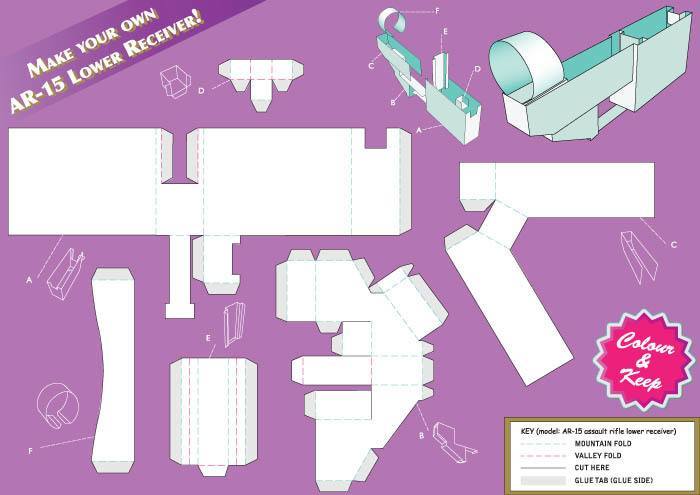 MAKE YOUR OWN
AR-15 LOWER RECEIVER!
D
F
E
C
D
B
A
A
C
E
F
B
Colour
&
Keep
KEY (model: AR-15 assault rifle lower receiver)
MOUNTAIN FOLD
VALLEY FOLD
CUT HERE
GLUE TAB (GLUE SIDE)